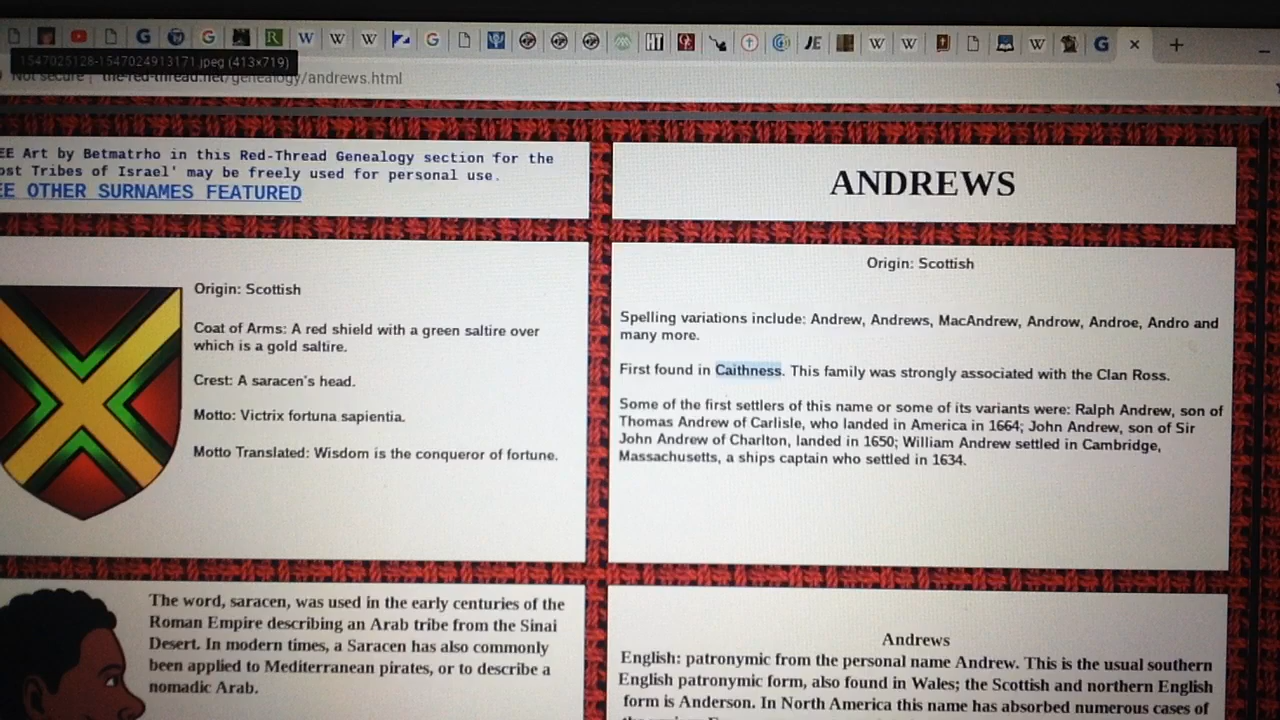 1547025128-1547024913171.jpeg (413×719)
Not secure | the-red-thread.net/genealogy/andrews.html
EE Art by Betmatrho in this Red-Thread Genealogy section for the
ost Tribes of Israel' may be freely used for personal use.
EE OTHER SURNAMES FEATURED
ANDREWS
Origin: Scottish
Coat of Arms: A red shield with a green saltire over
which is a gold saltire.
Crest: A saracen's head.
Motto: Victrix fortuna sapientia.
Motto Translated: Wisdom is the conqueror of fortune.
Origin: Scottish
Spelling variations include: Andrew, Andrews, MacAndrew, Androw, Androe, Andro and
many more.
First found in Caithness. This family was strongly associated with the Clan Ross.
Some of the first settlers of this name or some of its variants were: Ralph Andrew, son of
Thomas Andrew of Carlisle, who landed in America in 1664; John Andrew, son of Sir
John Andrew of Charlton, landed in 1650; William Andrew settled in Cambridge,
Massachusetts, a ships captain who settled in 1634.
The word, saracen, was used in the early centuries of the
Roman Empire describing an Arab tribe from the Sinai
Desert. In modern times, a Saracen has also commonly
been applied to Mediterranean pirates, or to describe a
nomadic Arab.
Andrews
English: patronymic from the personal name Andrew. This is the usual southern
English patronymic form, also found in Wales; the Scottish and northern English
form is Anderson. In North America this name has absorbed numerous cases of